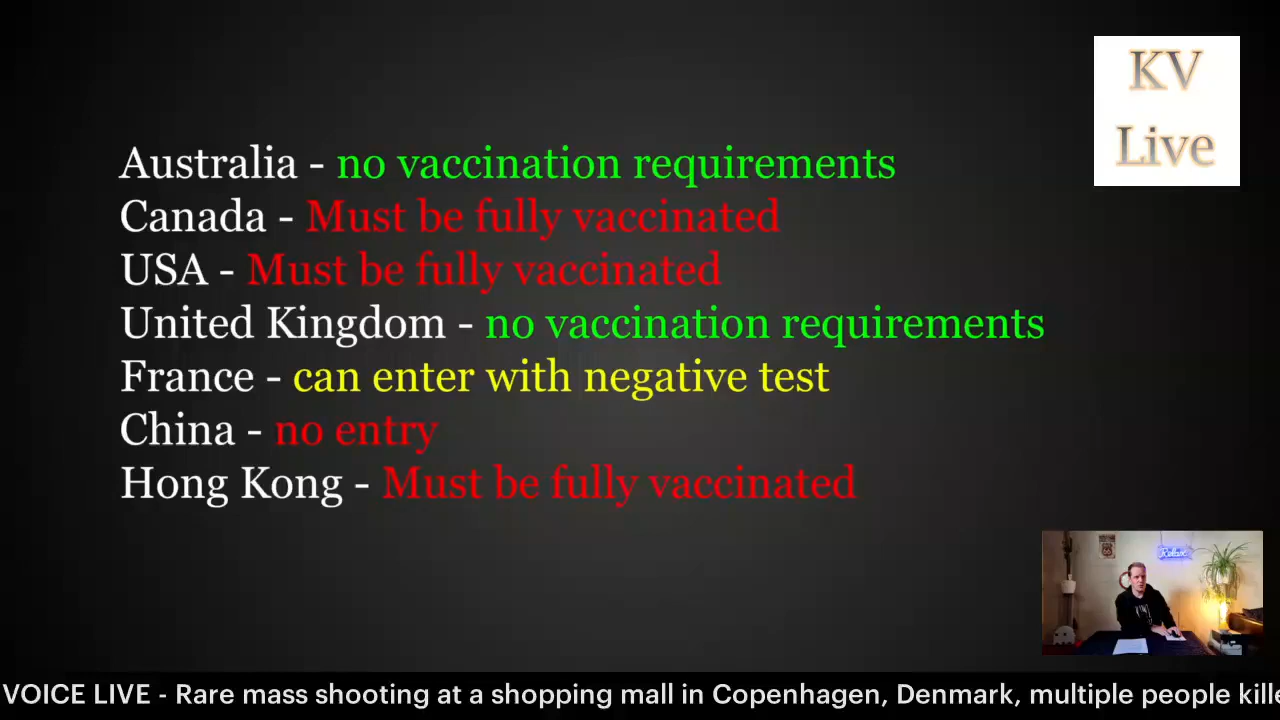 KV
Live
Australia - no vaccination requirements
Canada - Must be fully vaccinated
USA - Must be fully vaccinated
United Kingdom - no vaccination requirements
France - can enter with negative test
China - no entry
Hong Kong - Must be fully vaccinated
VOICE LIVE - Rare mass shooting at a shopping mall in Copenhagen, Denmark, multiple people kille